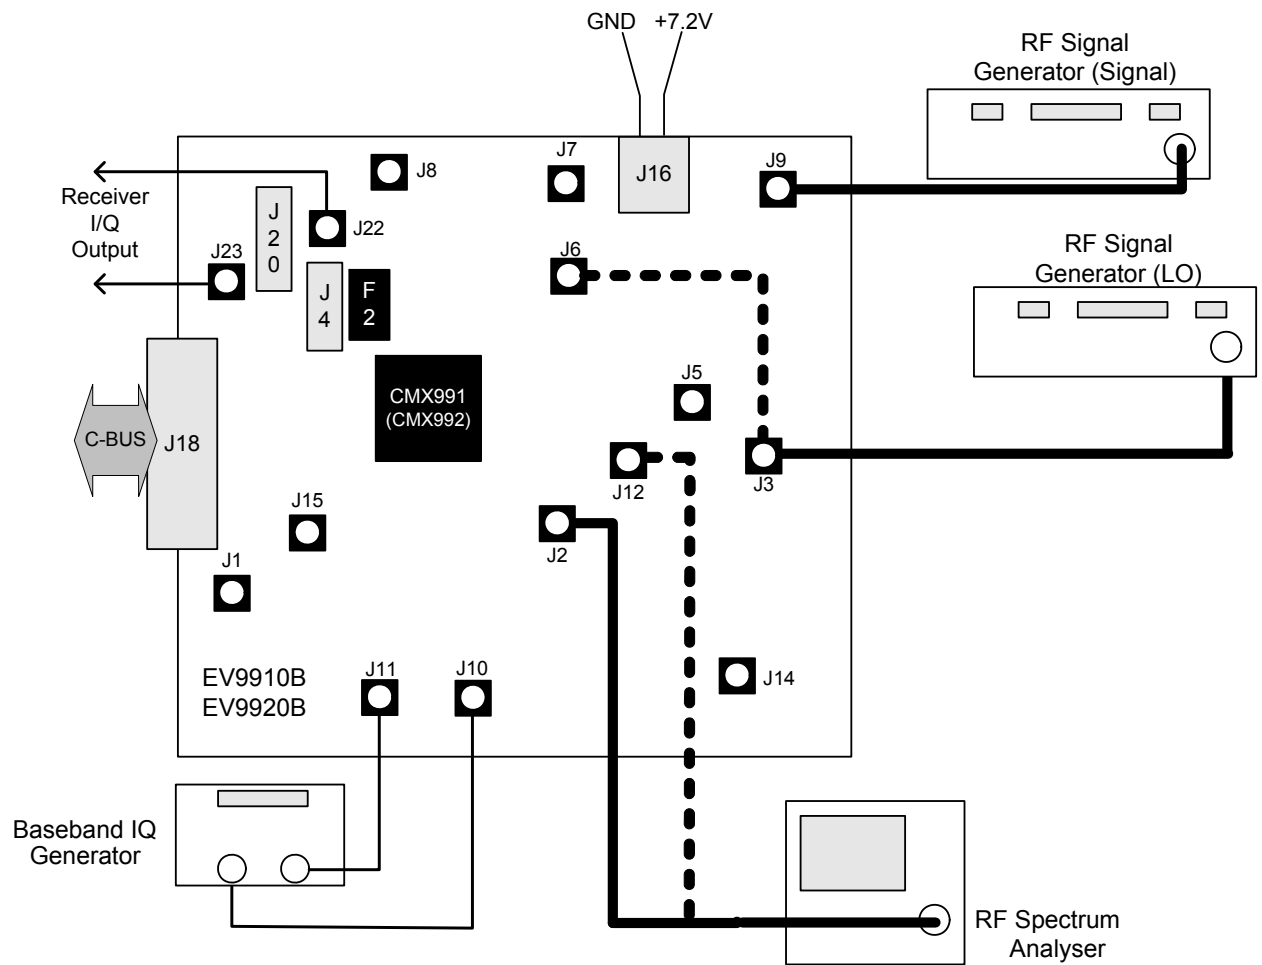 GND +7.2V
RF Signal
Generator (Signal)
J8
J7
J16
J9
Receiver
I/Q
Output
J
2
0
J22
J23
J6
RF Signal
Generator (LO)
J
4
F
2
J5
CMX991
(CMX992)
C-BUS
J18
J12
J3
J15
J2
J1
EV9910B
EV9920B
J11
J10
J14
Baseband IQ
Generator
RF Spectrum
Analyser